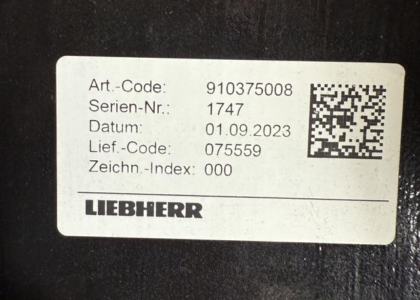 Art.-Code: 910375008
Serien-Nr.: 1747
Datum: 01.09.2023
Lief.-Code: 075559
Zeichn.-Index: 000
LIEBHERR